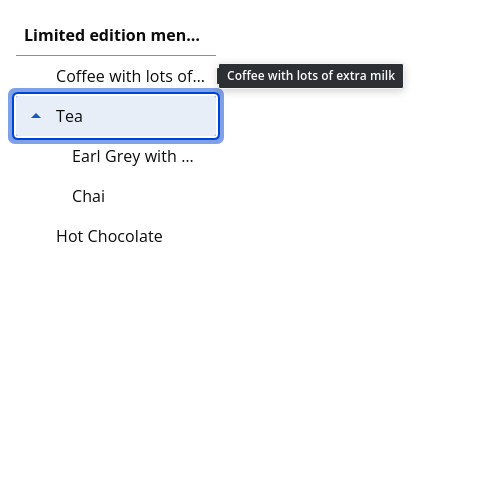 Limited edition men...
Coffee with lots of...
Coffee with lots of extra milk
Tea
Earl Grey with ...
Chai
Hot Chocolate